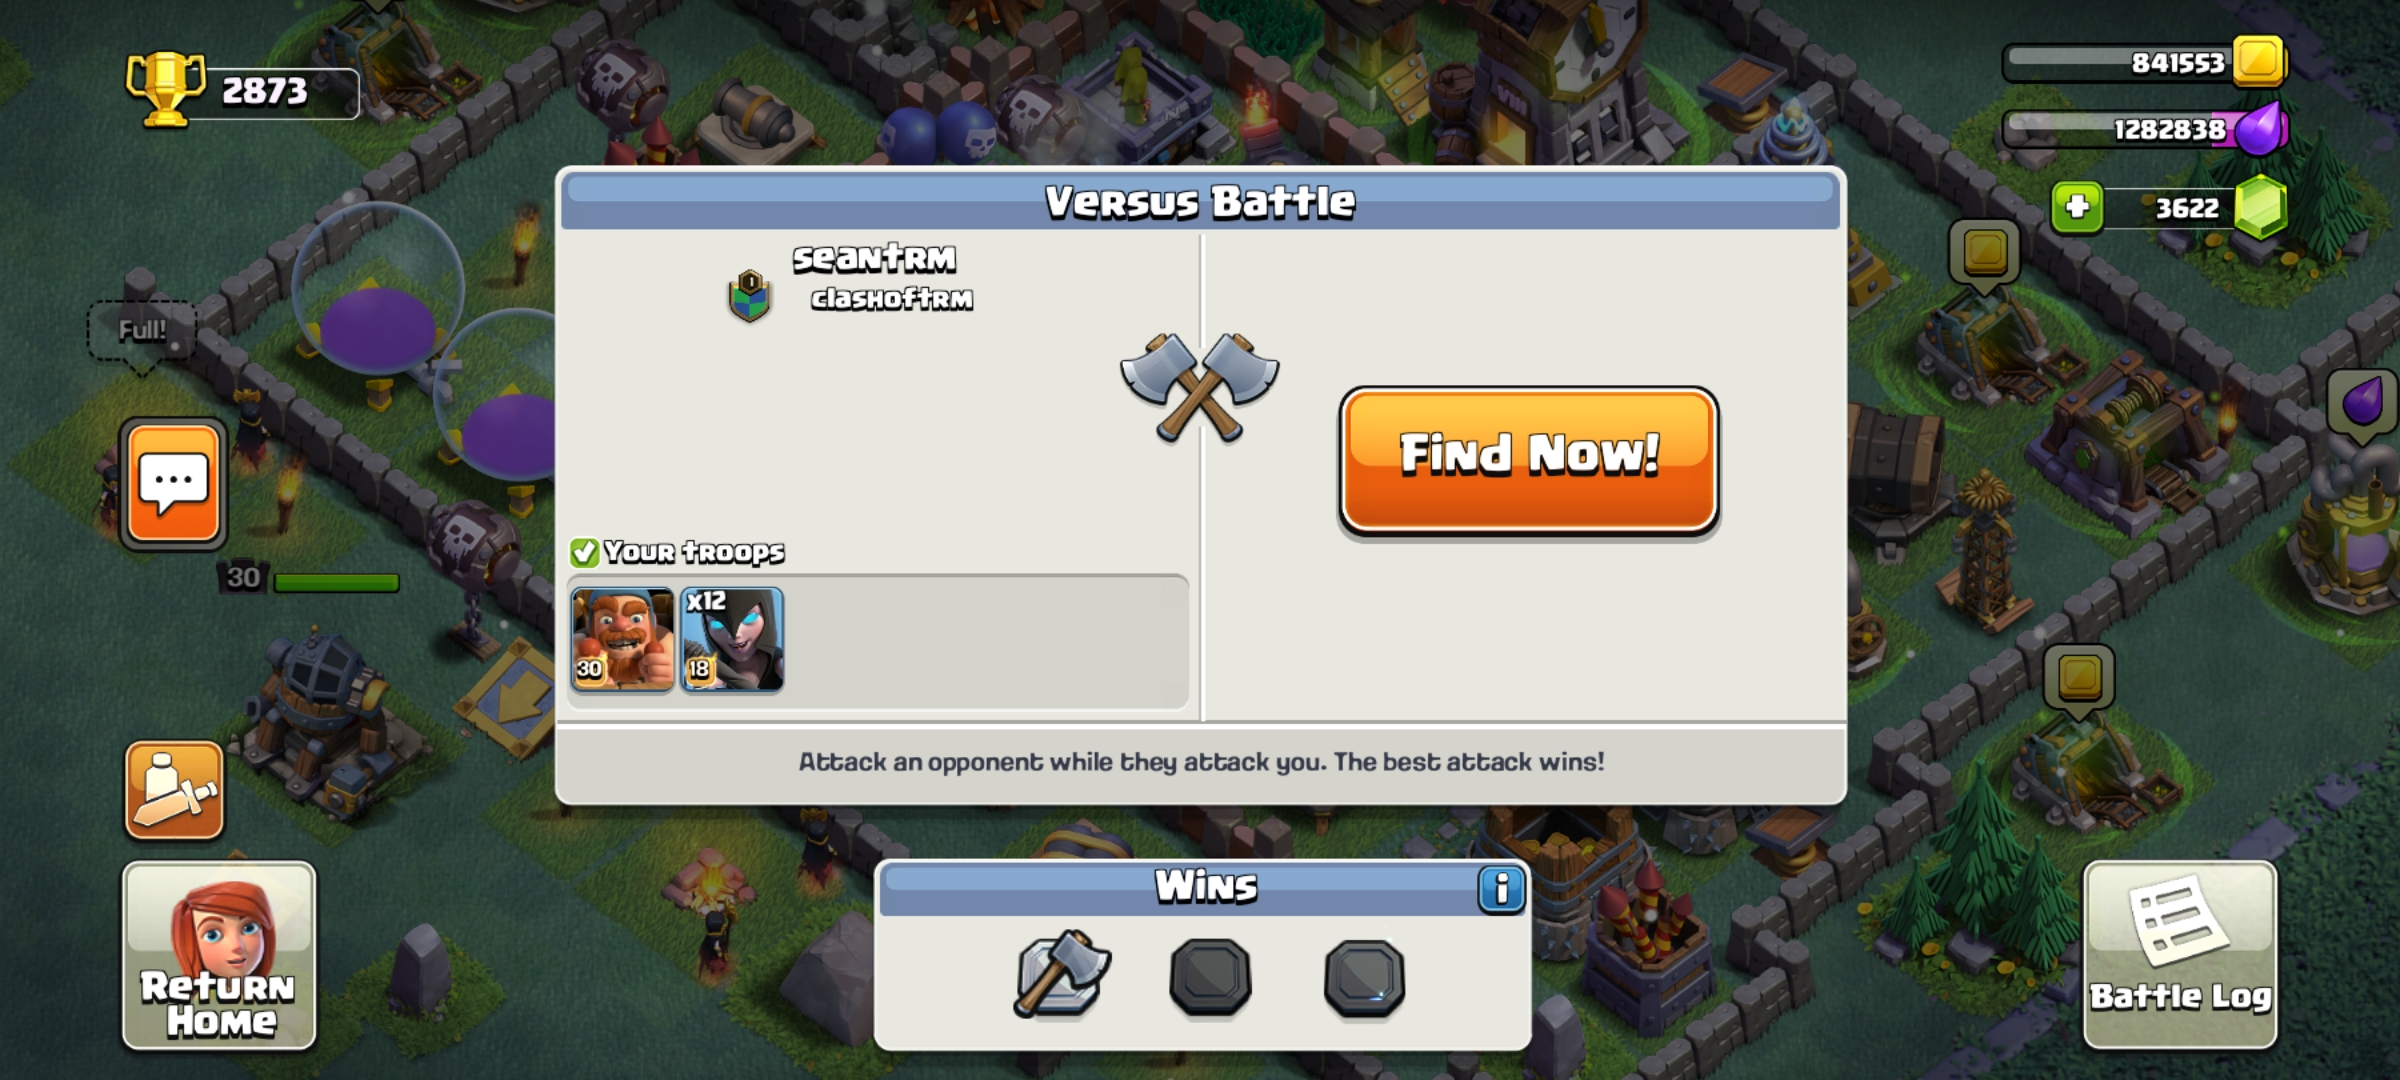 2873
841553
1282838
3622
Full!
30
Versus Battle
seantrm
clashoftrm
1
Find Now!
Your troops
30
x12
18
Attack an opponent while they attack you. The best attack wins!
Wins
i
Return
Home
Battle Log